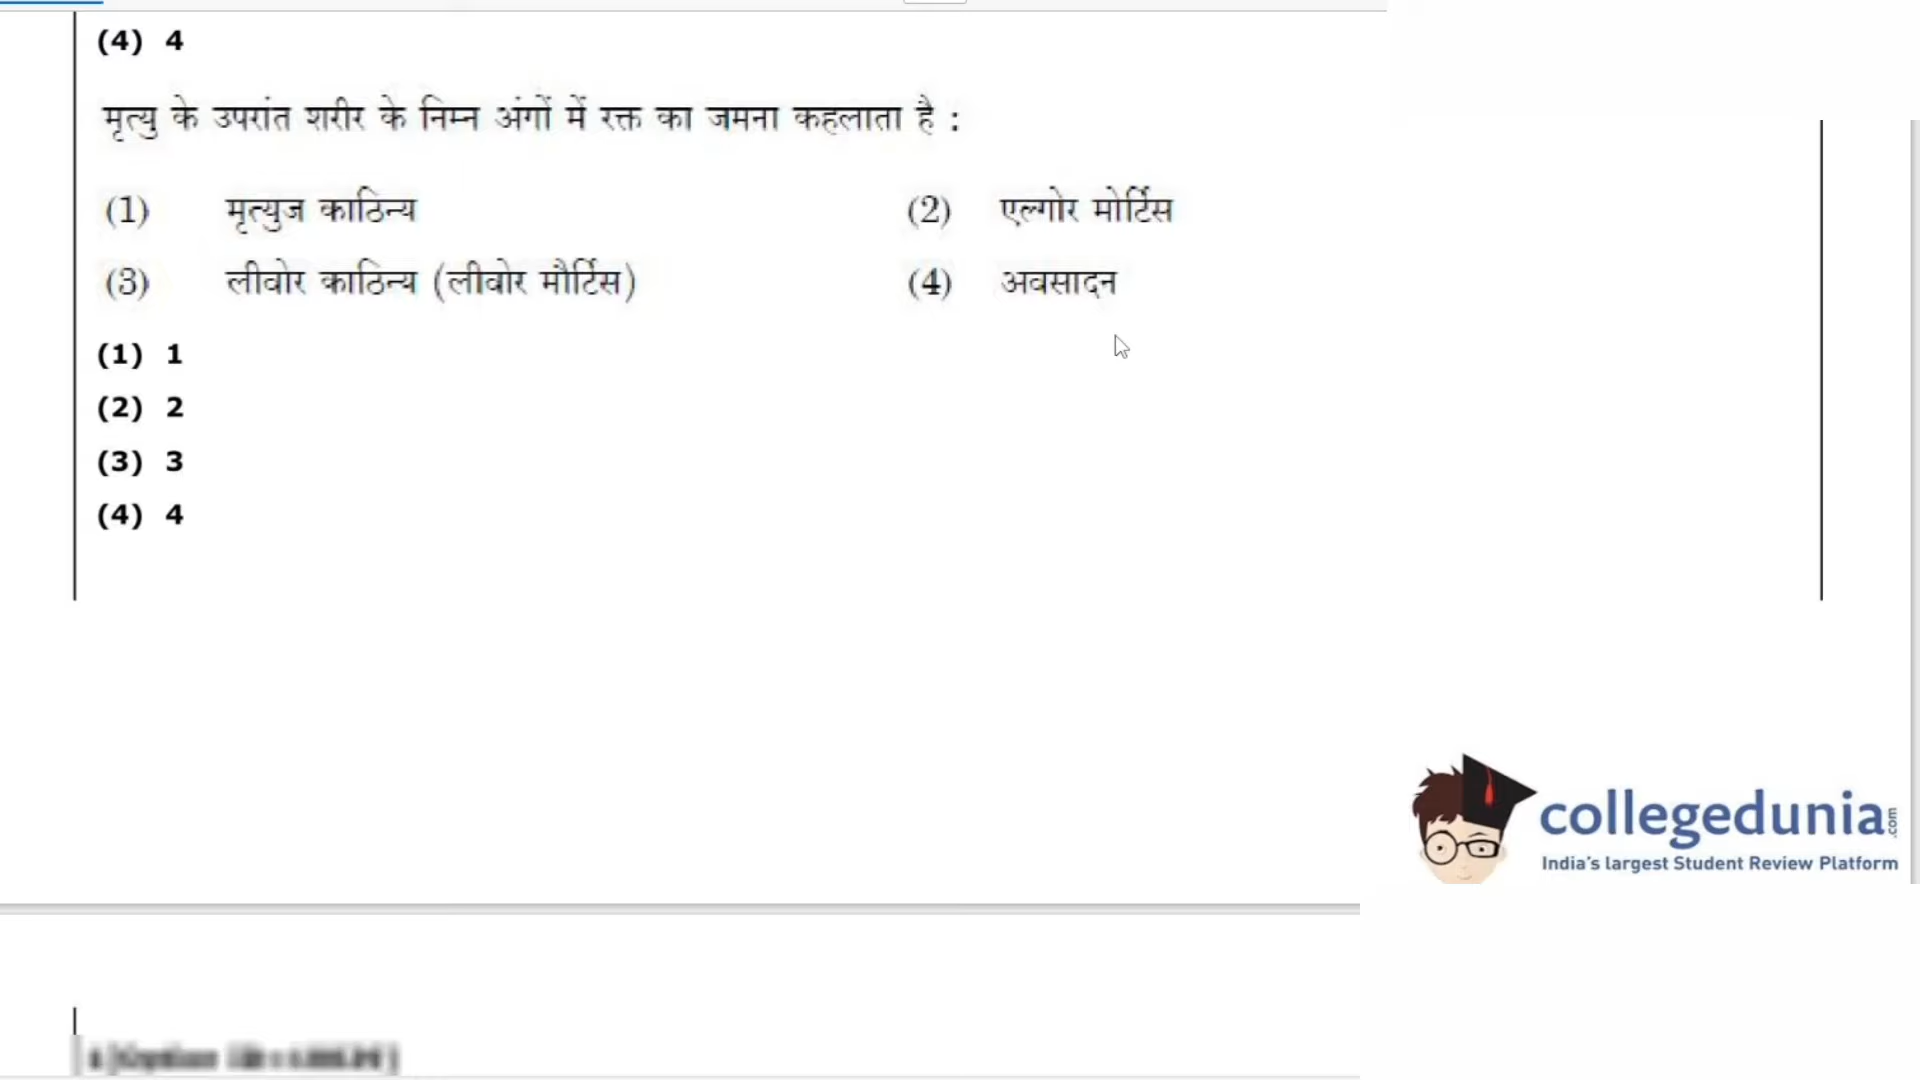 (4) 4
मृत्यु के उपरांत शरीर के निम्न अंगों में रक्त का जमना कहलाता है :
(1) मृत्युज काठिन्य (2) एल्गोर मोर्टिस
(3) लीवोर काठिन्य (लीवोर मौर्टिस) (4) अवसादन
(1) 1
(2) 2
(3) 3
(4) 4
collegedunia.com
India's largest Student Review Platform